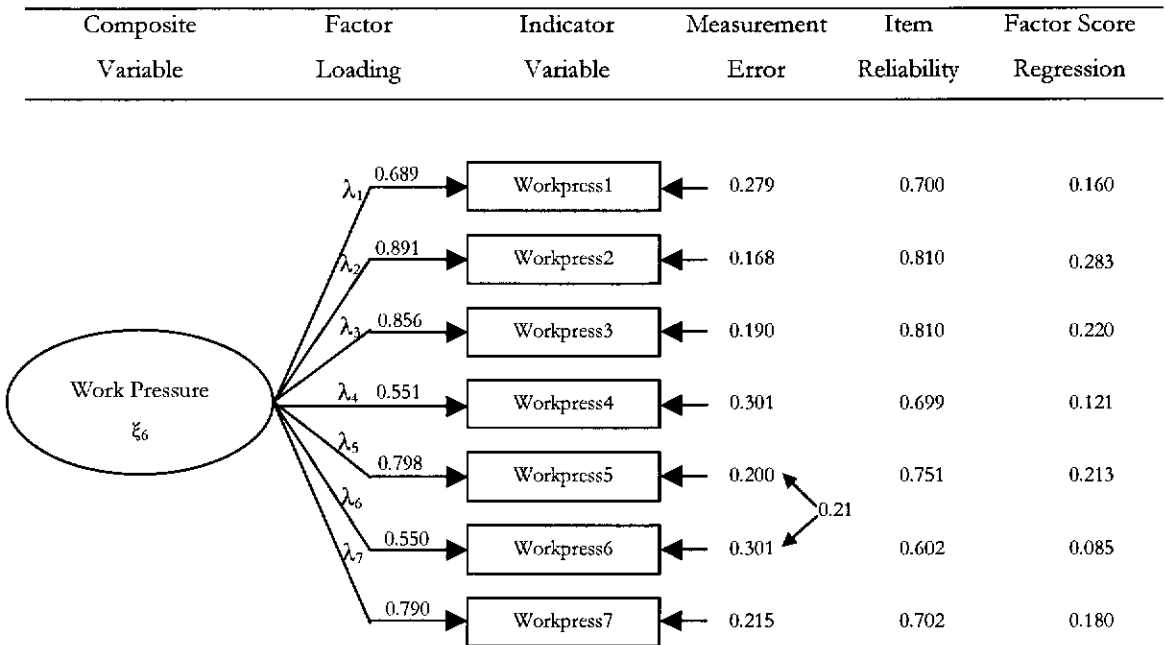 Composite Factor Indicator Measurement Item Factor Score
Variable Loading Variable Error Reliability Regression
λ1 0.689 Workpress1 0.279 0.700 0.160
λ2 0.891 Workpress2 0.168 0.810 0.283
λ3 0.856 Workpress3 0.190 0.810 0.220
Work Pressure
ξ6
λ4 0.551 Workpress4 0.301 0.699 0.121
λ5 0.798 Workpress5 0.200 0.751 0.213
0.21
λ6 0.550 Workpress6 0.301 0.602 0.085
λ7 0.790 Workpress7 0.215 0.702 0.180